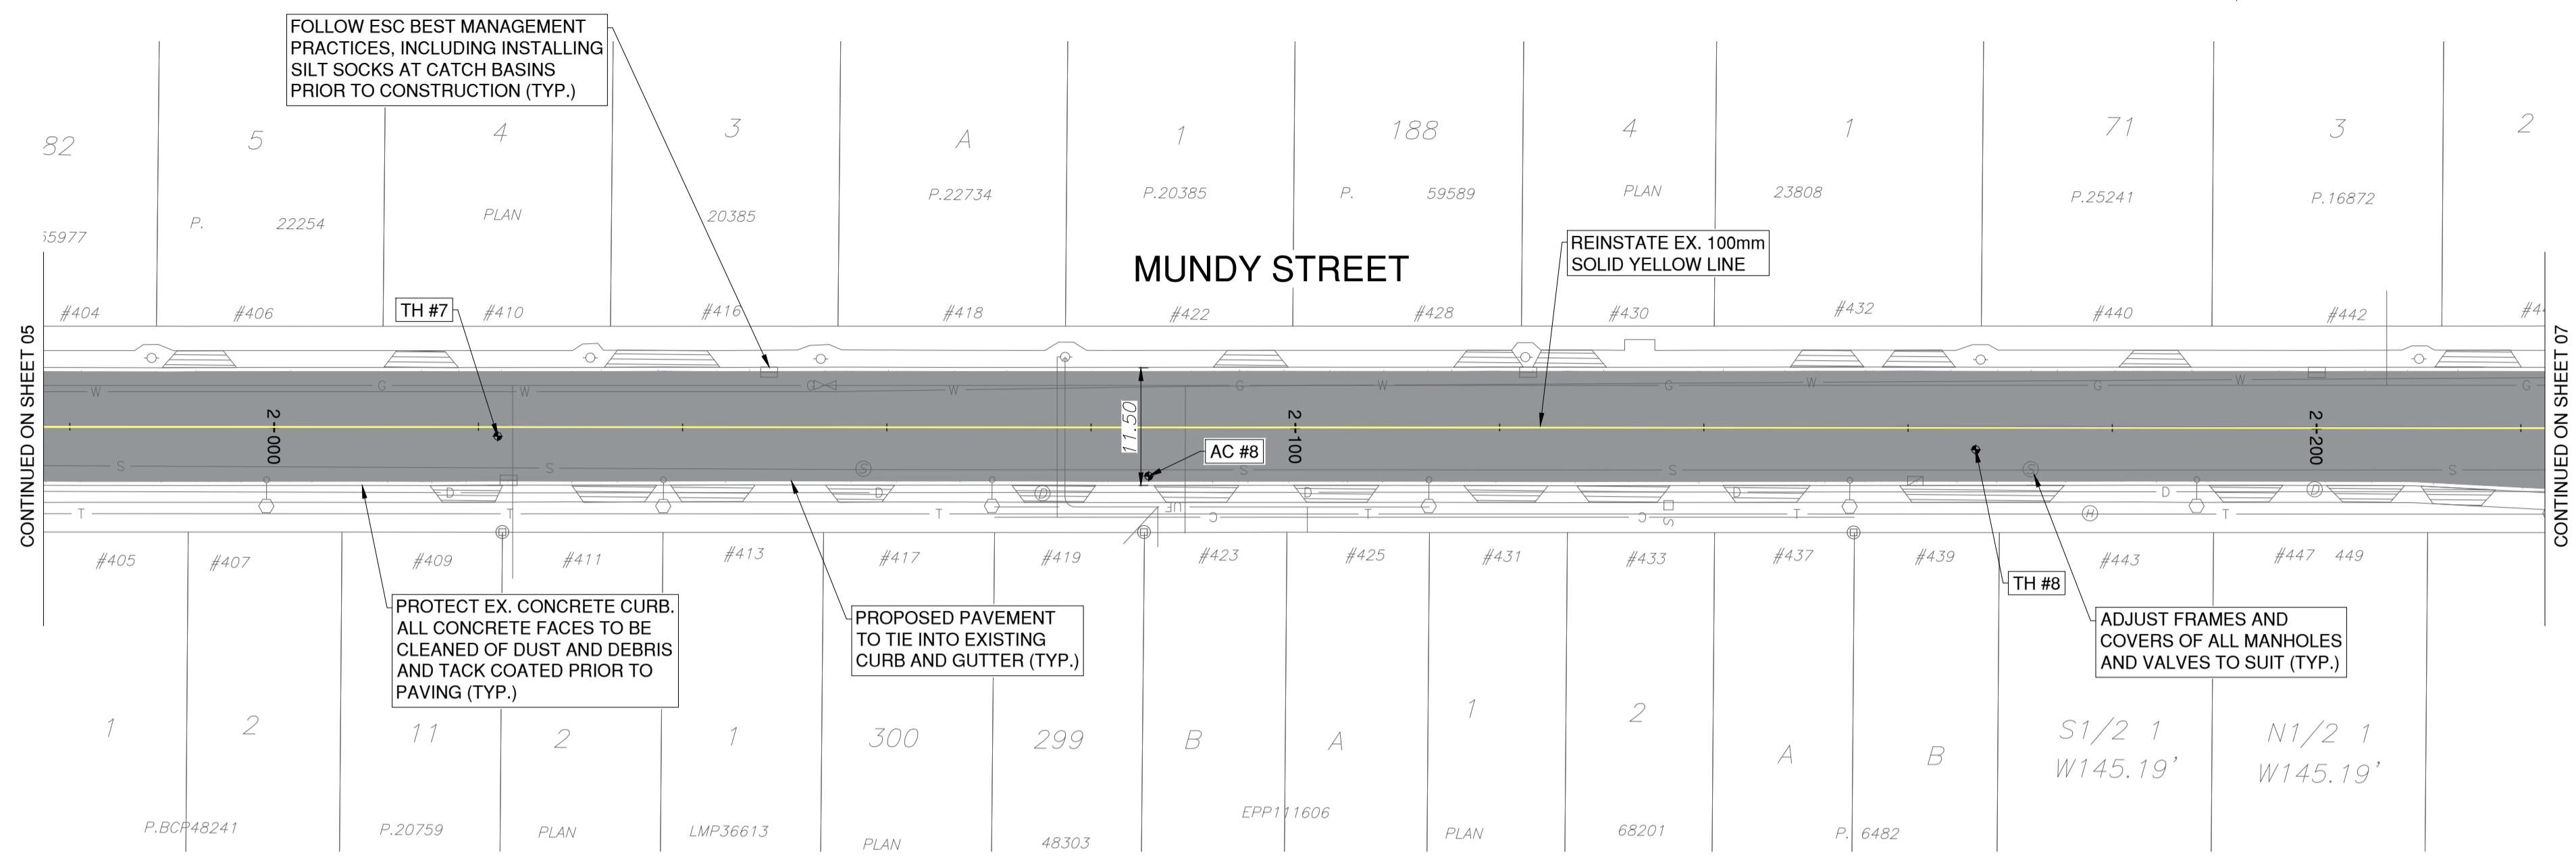 FOLLOW ESC BEST MANAGEMENT
PRACTICES, INCLUDING INSTALLING
SILT SOCKS AT CATCH BASINS
PRIOR TO CONSTRUCTION (TYP.)
82
5
4
3
A
1
188
4
1
71
3
2
P. 22254
PLAN
20385
P.22734
P.20385
P. 59589
PLAN
23808
P.25241
P.16872
MUNDY STREET
REINSTATE EX. 100mm
SOLID YELLOW LINE
#404
#406
TH #7
#410
#416
#418
#422
#428
#430
#432
#440
#442
CONTINUED ON SHEET 05
CONTINUED ON SHEET 07
W
G
W
G
W
G
W
G
W
G
W
G
2+000
11.50
2+100
2+200
AC #8
S
S
S
S
S
S
S
S
D
D
D
D
D
D
D
T
T
T
C
T
C
S
T
H
T
#405
#407
#409
#411
#413
#417
#419
#423
#425
#431
#433
#437
#439
#443
#447 449
TH #8
PROTECT EX. CONCRETE CURB.
ALL CONCRETE FACES TO BE
CLEANED OF DUST AND DEBRIS
AND TACK COATED PRIOR TO
PAVING (TYP.)
PROPOSED PAVEMENT
TO TIE INTO EXISTING
CURB AND GUTTER (TYP.)
ADJUST FRAMES AND
COVERS OF ALL MANHOLES
AND VALVES TO SUIT (TYP.)
1
2
11
2
1
300
299
B
A
1
2
A
B
S1/2 1
W145.19'
N1/2 1
W145.19'
P.BCP48241
P.20759
PLAN
LMP36613
PLAN
48303
EPP111606
PLAN
68201
P. 6482